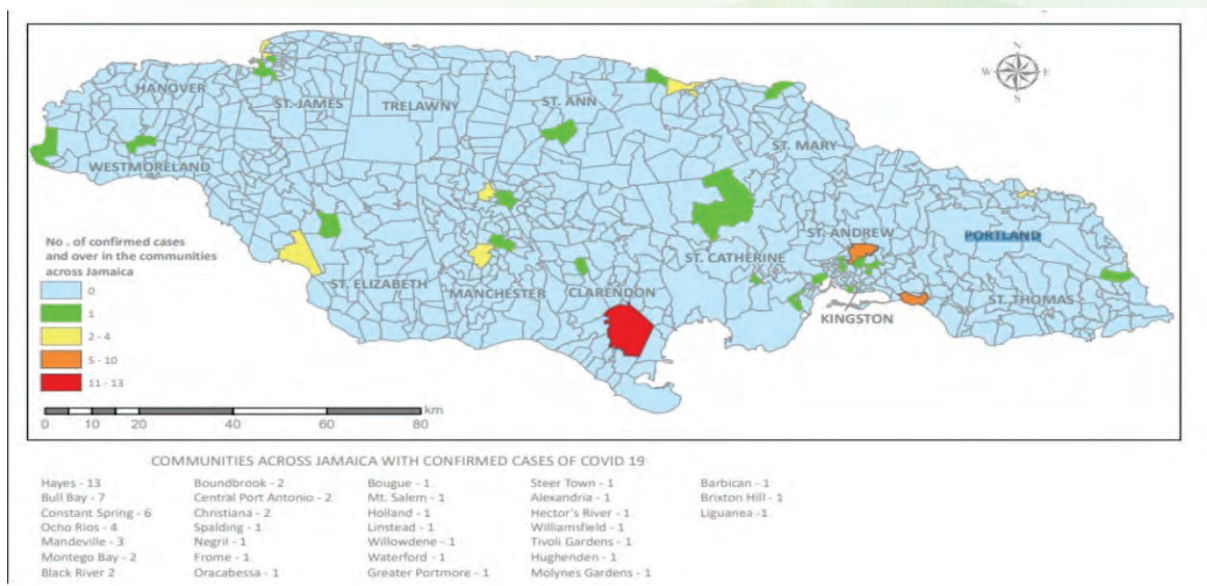 N
W E
S
HANOVER
ST. JAMES
TRELAWNY
ST. ANN
WESTMORELAND
ST. MARY
ST. ANDREW
PORTLAND
ST. CATHERINE
ST. ELIZABETH
MANCHESTER
CLARENDON
ST. THOMAS
KINGSTON
No . of confirmed cases
and over in the communities
across Jamaica
0
1
2 - 4
5 - 10
11 - 13
km
0 10 20 40 60 80
COMMUNITIES ACROSS JAMAICA WITH CONFIRMED CASES OF COVID 19
Hayes - 13
Bull Bay - 7
Constant Spring - 6
Ocho Rios - 4
Mandeville - 3
Montego Bay - 2
Black River 2
Boundbrook - 2
Central Port Antonio - 2
Christiana - 2
Spalding - 1
Negril - 1
Frome - 1
Oracabessa - 1
Bougue - 1
Mt. Salem - 1
Holland - 1
Linstead - 1
Willowdene - 1
Waterford - 1
Greater Portmore - 1
Steer Town - 1
Alexandria - 1
Hector's River - 1
Williamsfield - 1
Tivoli Gardens - 1
Hughenden - 1
Molynes Gardens - 1
Barbican - 1
Brixton Hill - 1
Liguanea -1